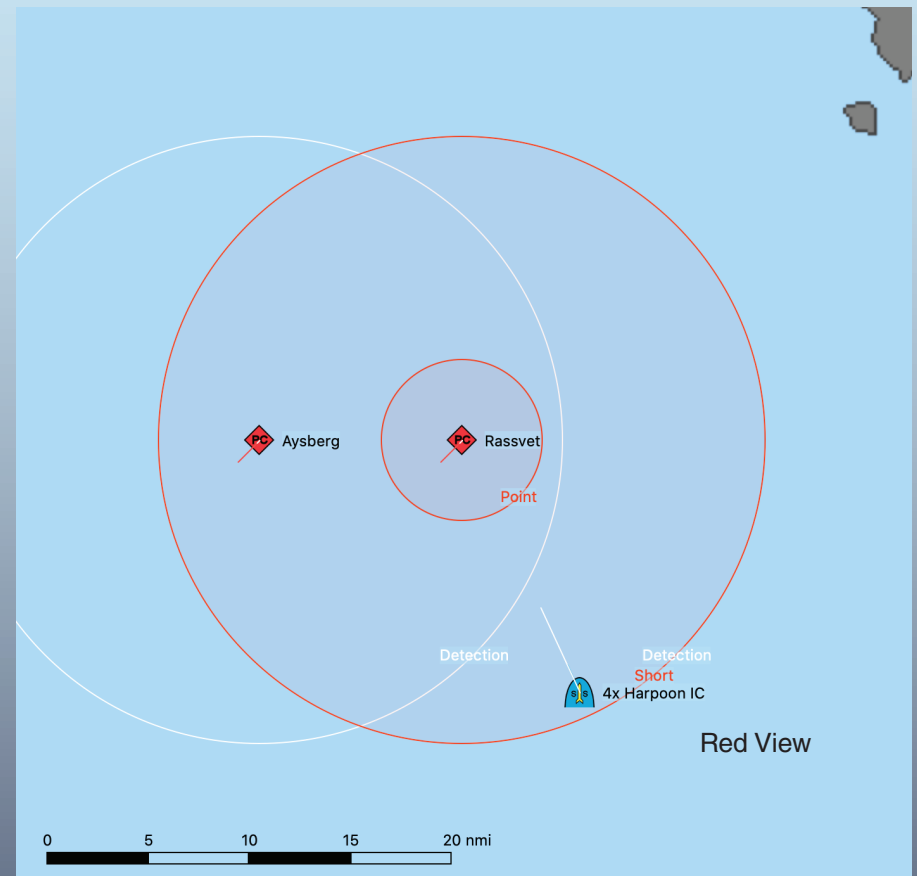 PC Aysberg
PC Rassvet
Point
Detection
Detection
Short
S S 4x Harpoon IC
Red View
0 5 10 15 20 nmi